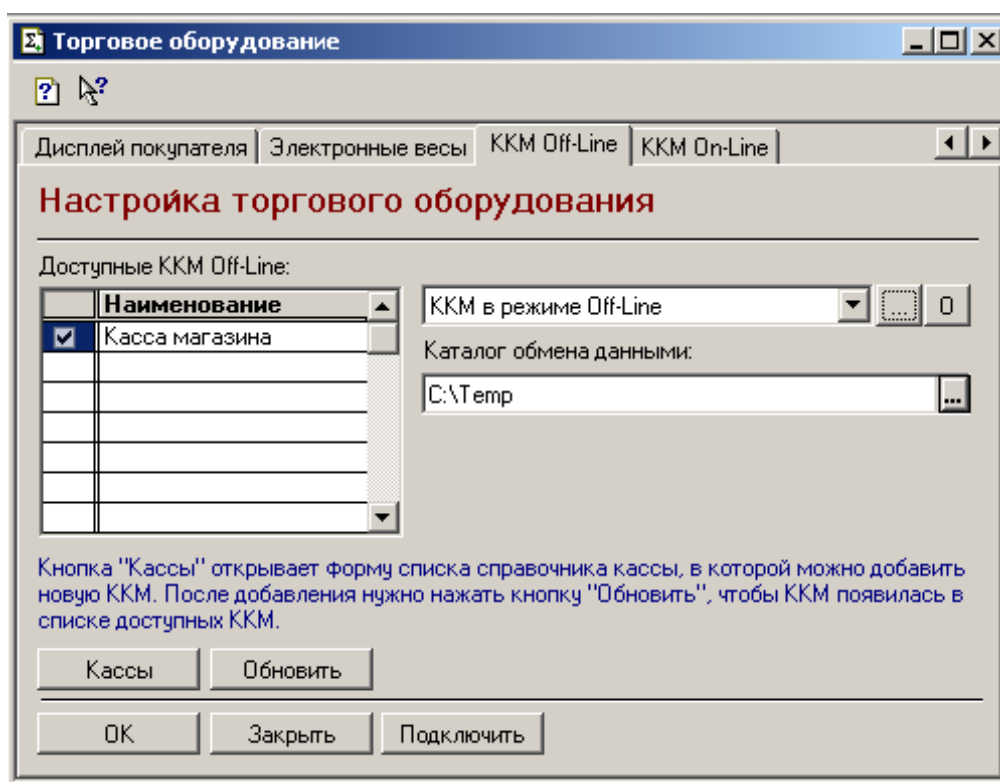 Торговое оборудование
Дисплей покупателя Электронные весы ККМ Off-Line ККМ On-Line
Настройка торгового оборудования
Доступные ККМ Off-Line:
Наименование
ККМ в режиме Off-Line ... О
Касса магазина
Каталог обмена данными:
C:\Temp ...
Кнопка "Кассы" открывает форму списка справочника кассы, в которой можно добавить
новую ККМ. После добавления нужно нажать кнопку "Обновить", чтобы ККМ появилась в
списке доступных ККМ.
Кассы Обновить
OK Закрыть Подключить